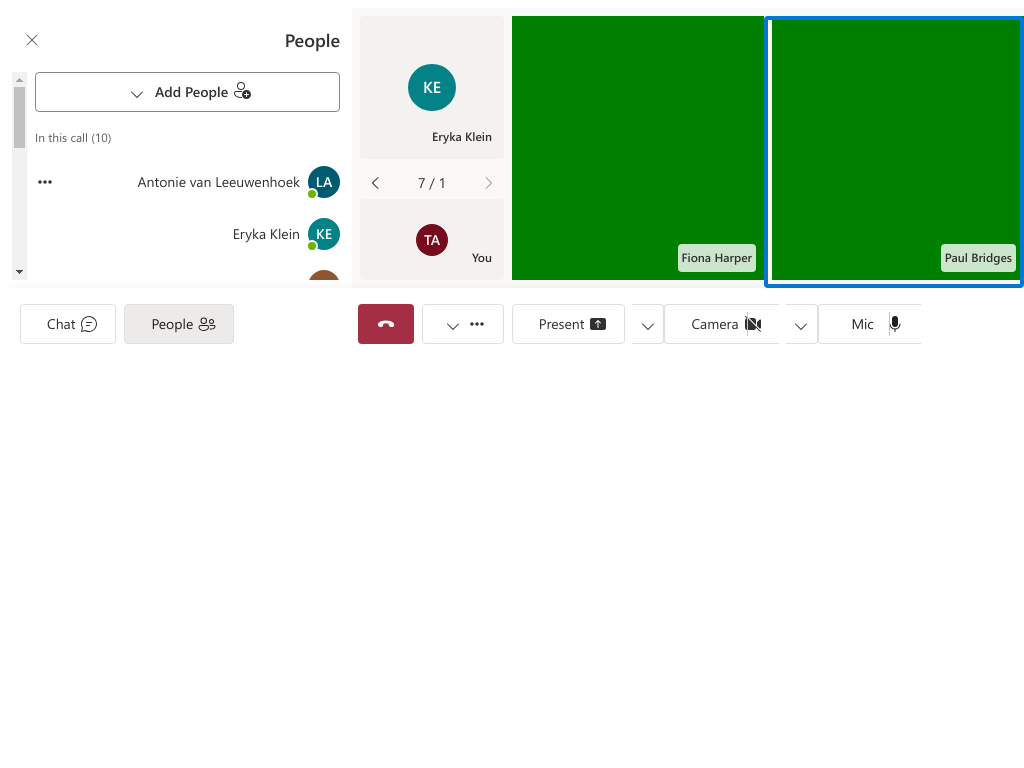 People
Add People
In this call (10)
Antonie van Leeuwenhoek
LA
Eryka Klein
KE
KE
Eryka Klein
7 / 1
TA
You
Fiona Harper
Paul Bridges
Chat
People
Present
Camera
Mic